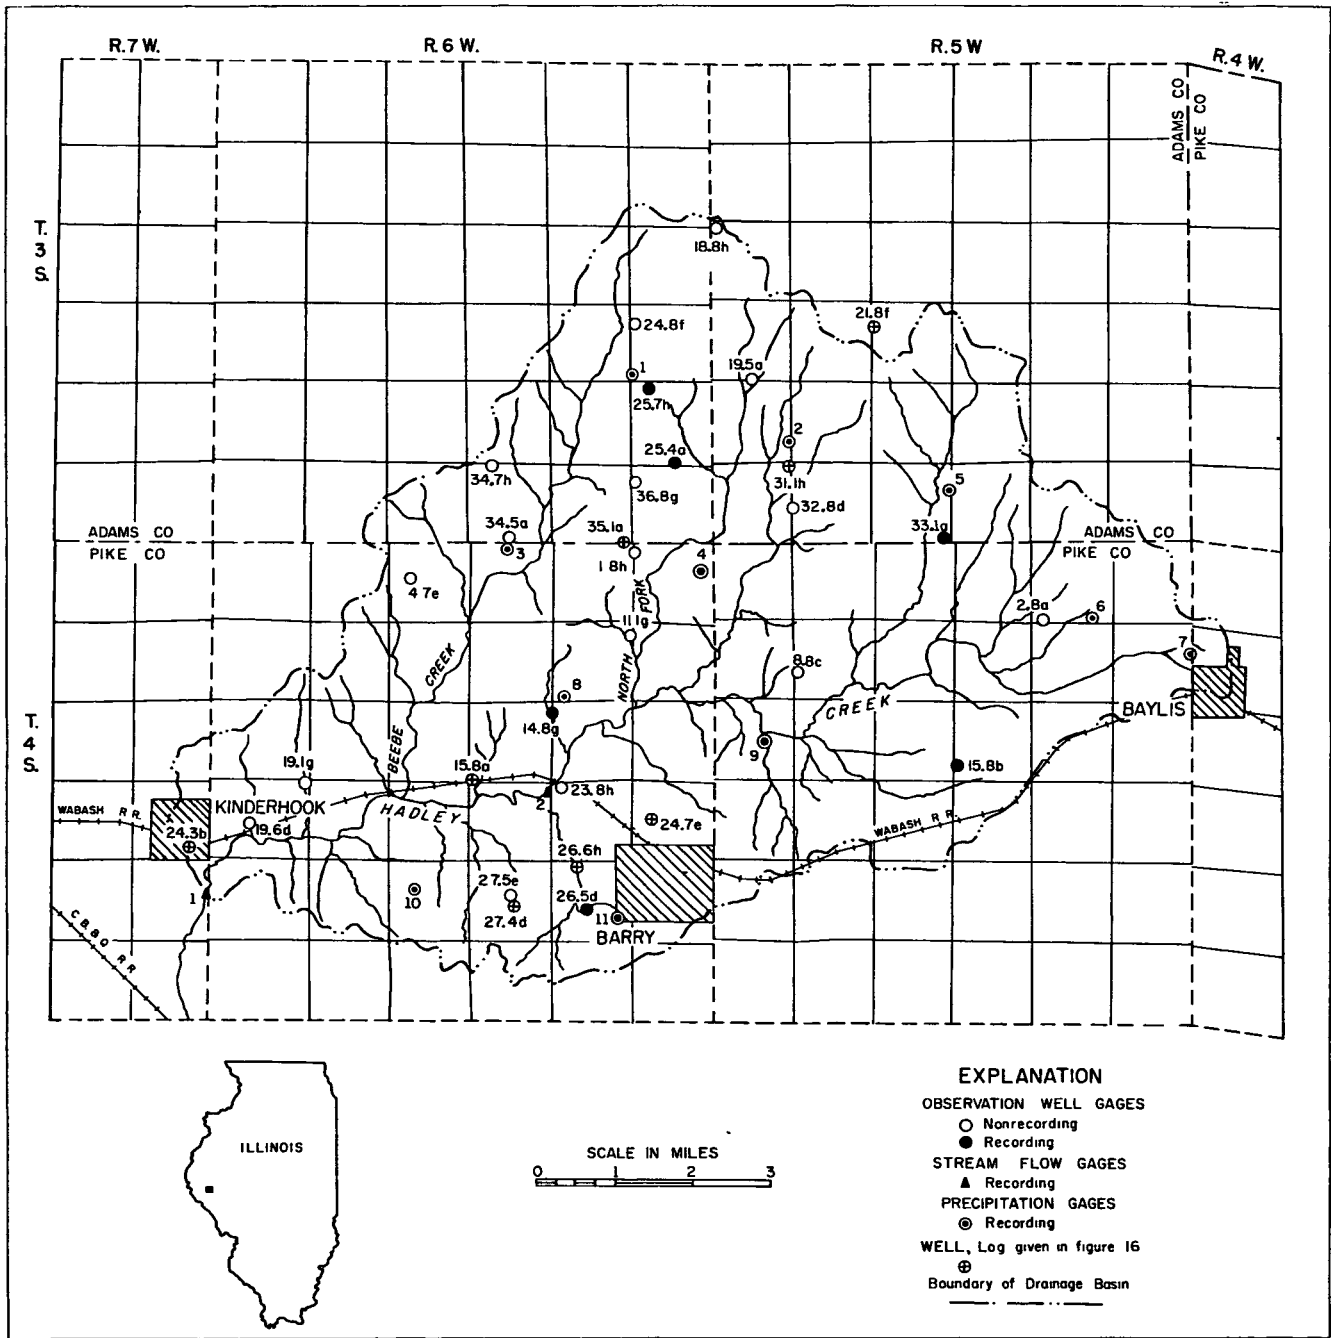 R.7 W.
R.6 W.
R.5 W
R.4 W.
ADAMS CO
PIKE CO
T.
3
S.
18.8h
24.8f
21.8f
1
19.5a
25.7h
2
25.4a
34.7h
36.8g
31.1h
5
32.8d
34.5a
35.1a
33.1a
ADAMS CO
PIKE CO
ADAMS CO
PIKE CO
3
1 8h
4
4 7e
NORTH FORK
11.1g
2.8a
6
7
8.8c
BEEBE CREEK
8
CREEK
BAYLIS
T.
4
S.
14.8g
9
19.1g
15.8a
15.8b
KINDERHOOK
2
23.8h
HADLEY
WABASH RR.
24.3b
19.6d
24.7e
WABASH R R.
26.6h
1
10
27.5e
26.5d
27.4d
11
BARRY
C B.B Q R R
ILLINOIS
SCALE IN MILES
0 1 2 3
EXPLANATION
OBSERVATION WELL GAGES
Nonrecording
Recording
STREAM FLOW GAGES
Recording
PRECIPITATION GAGES
Recording
WELL, Log given in figure 16
Boundary of Drainage Basin